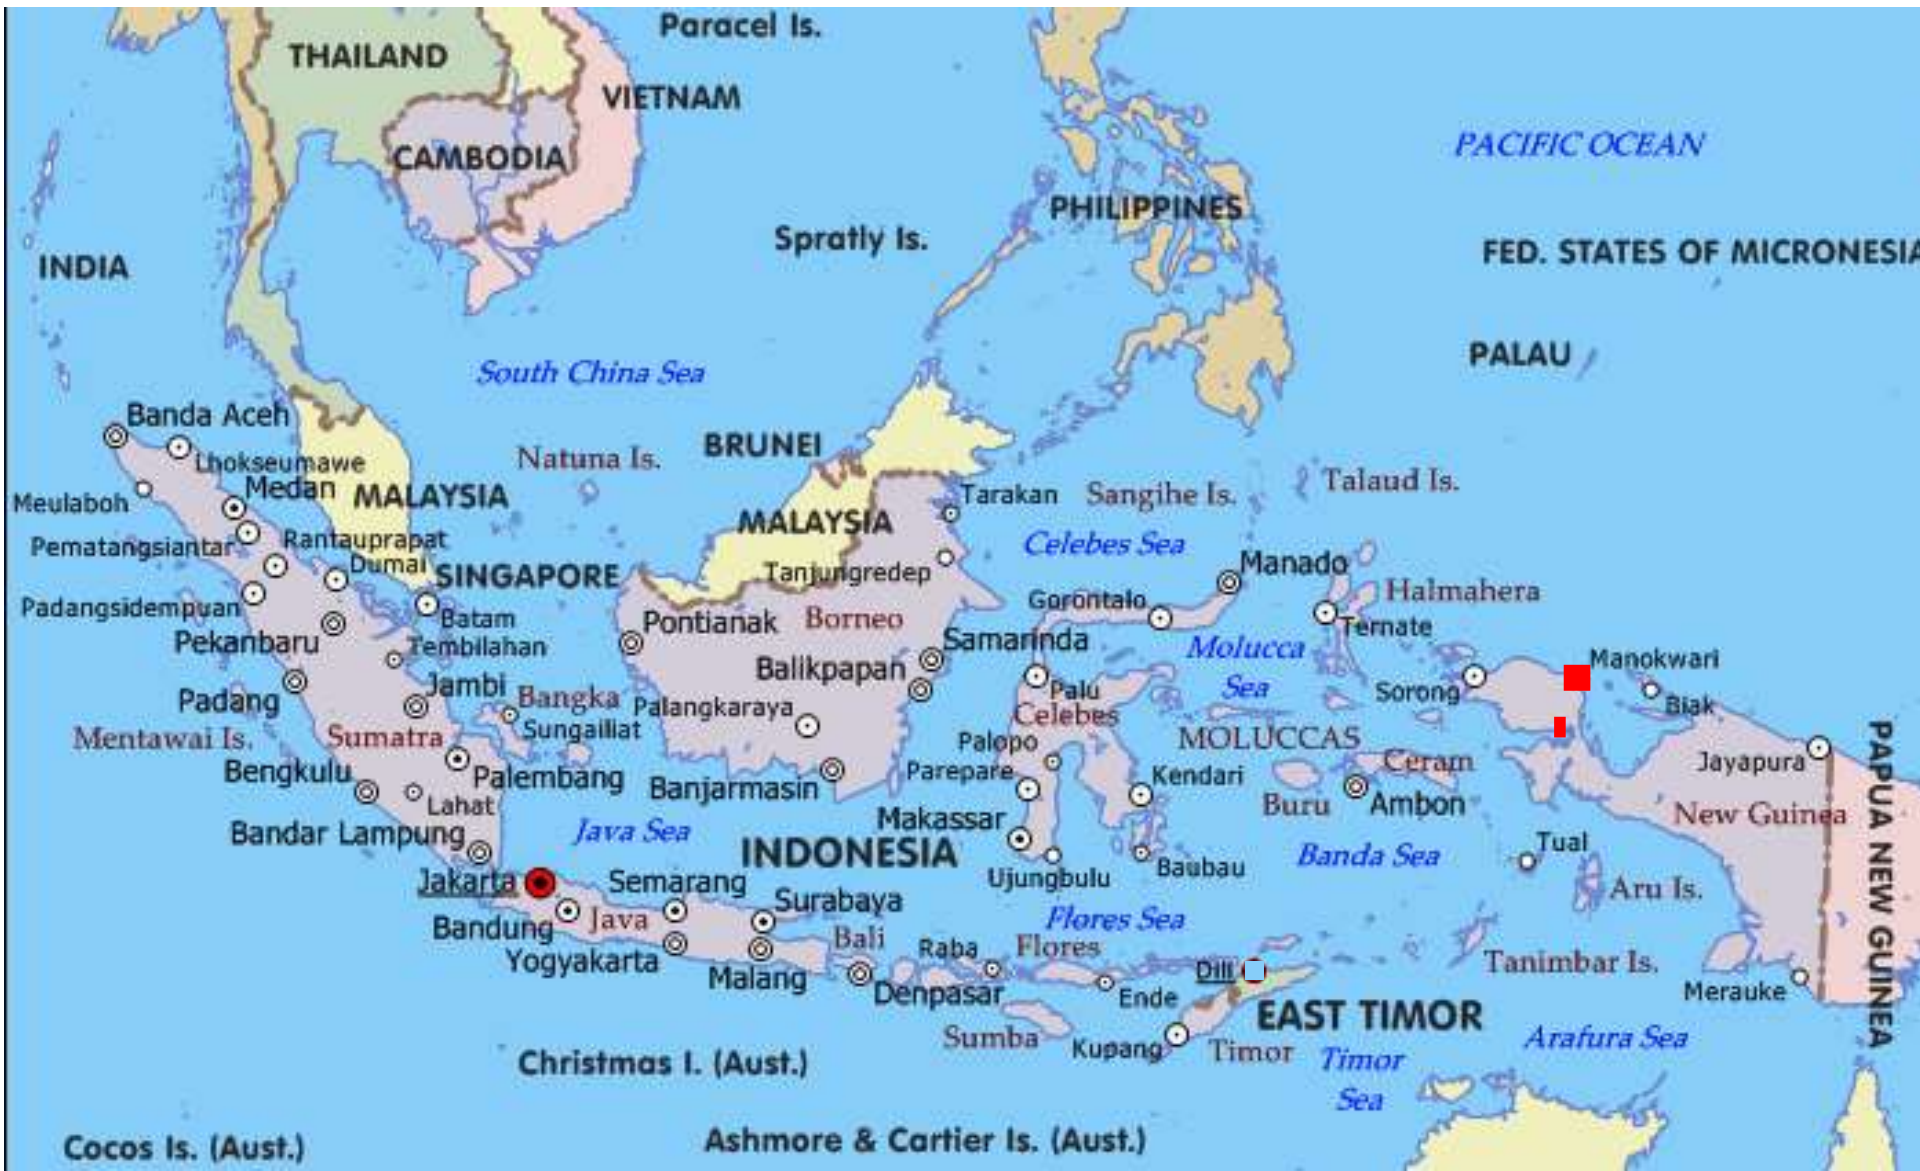 Paracel Is.
THAILAND
VIETNAM
CAMBODIA
PACIFIC OCEAN
PHILIPPINES
Spratly Is.
FED. STATES OF MICRONESIA
INDIA
PALAU
South China Sea
Banda Aceh
BRUNEI
Natuna Is.
Lhokseumawe
Medan
MALAYSIA
Meulaboh
Tarakan
Sangihe Is.
Talaud Is.
MALAYSIA
Celebes Sea
Pematangsiantar
Rantauprapat
Dumai
SINGAPORE
Tanjungredep
Manado
Halmahera
Padangsidempuan
Batam
Pontianak
Borneo
Gorontalo
Ternate
Pekanbaru
Tembilahan
Samarinda
Molucca
Sea
Manokwari
Balikpapan
Padang
Jambi
Bangka
Palangkaraya
Palu
Sorong
Biak
Mentawai Is.
Sumatra
Sungailiat
Celebes
Palopo
MOLUCCAS
Ceram
Jayapura
PAPUA NEW GUINEA
Bengkulu
Palembang
Banjarmasin
Parepare
Kendari
Buru
Ambon
Lahat
New Guinea
Bandar Lampung
Java Sea
INDONESIA
Makassar
Ujungbulu
Baubau
Banda Sea
Tual
Jakarta
Semarang
Surabaya
Aru Is.
Bandung
Java
Bali
Flores Sea
Raba
Flores
Yogyakarta
Malang
Denpasar
Ende
Dili
Tanimbar Is.
Merauke
EAST TIMOR
Sumba
Kupang
Timor
Timor
Sea
Arafura Sea
Christmas I. (Aust.)
Cocos Is. (Aust.)
Ashmore & Cartier Is. (Aust.)